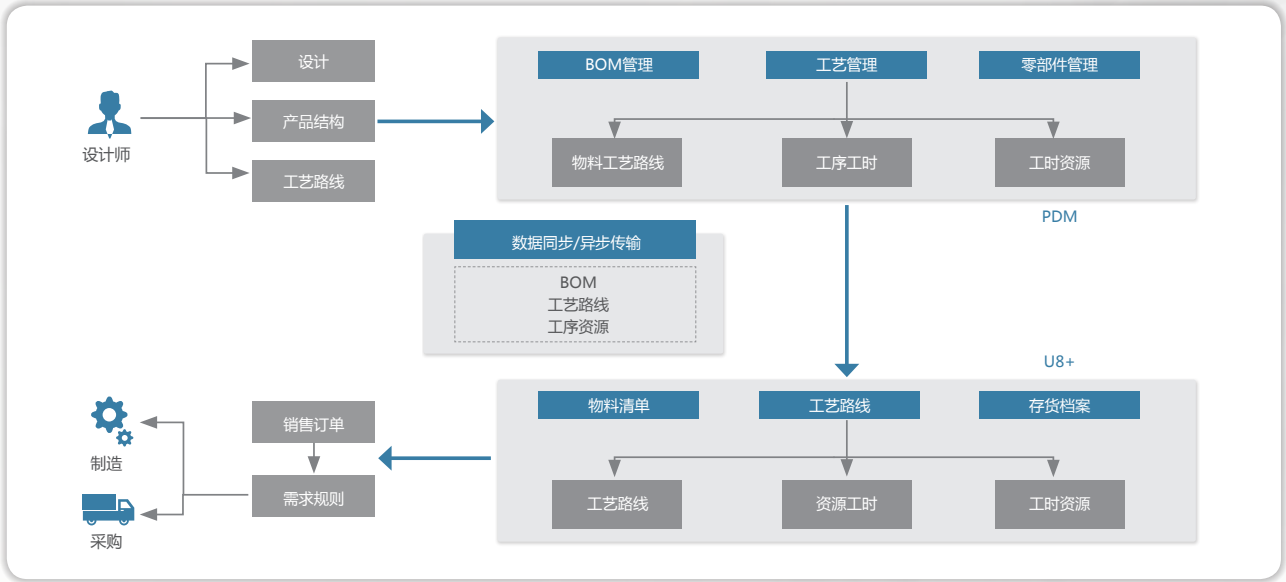 设计
产品结构
工艺路线
设计师
BOM管理
工艺管理
零部件管理
物料工艺路线
工序工时
工时资源
PDM
数据同步/异步传输
BOM
工艺路线
工序资源
U8+
物料清单
工艺路线
存货档案
工艺路线
资源工时
工时资源
销售订单
需求规则
制造
采购